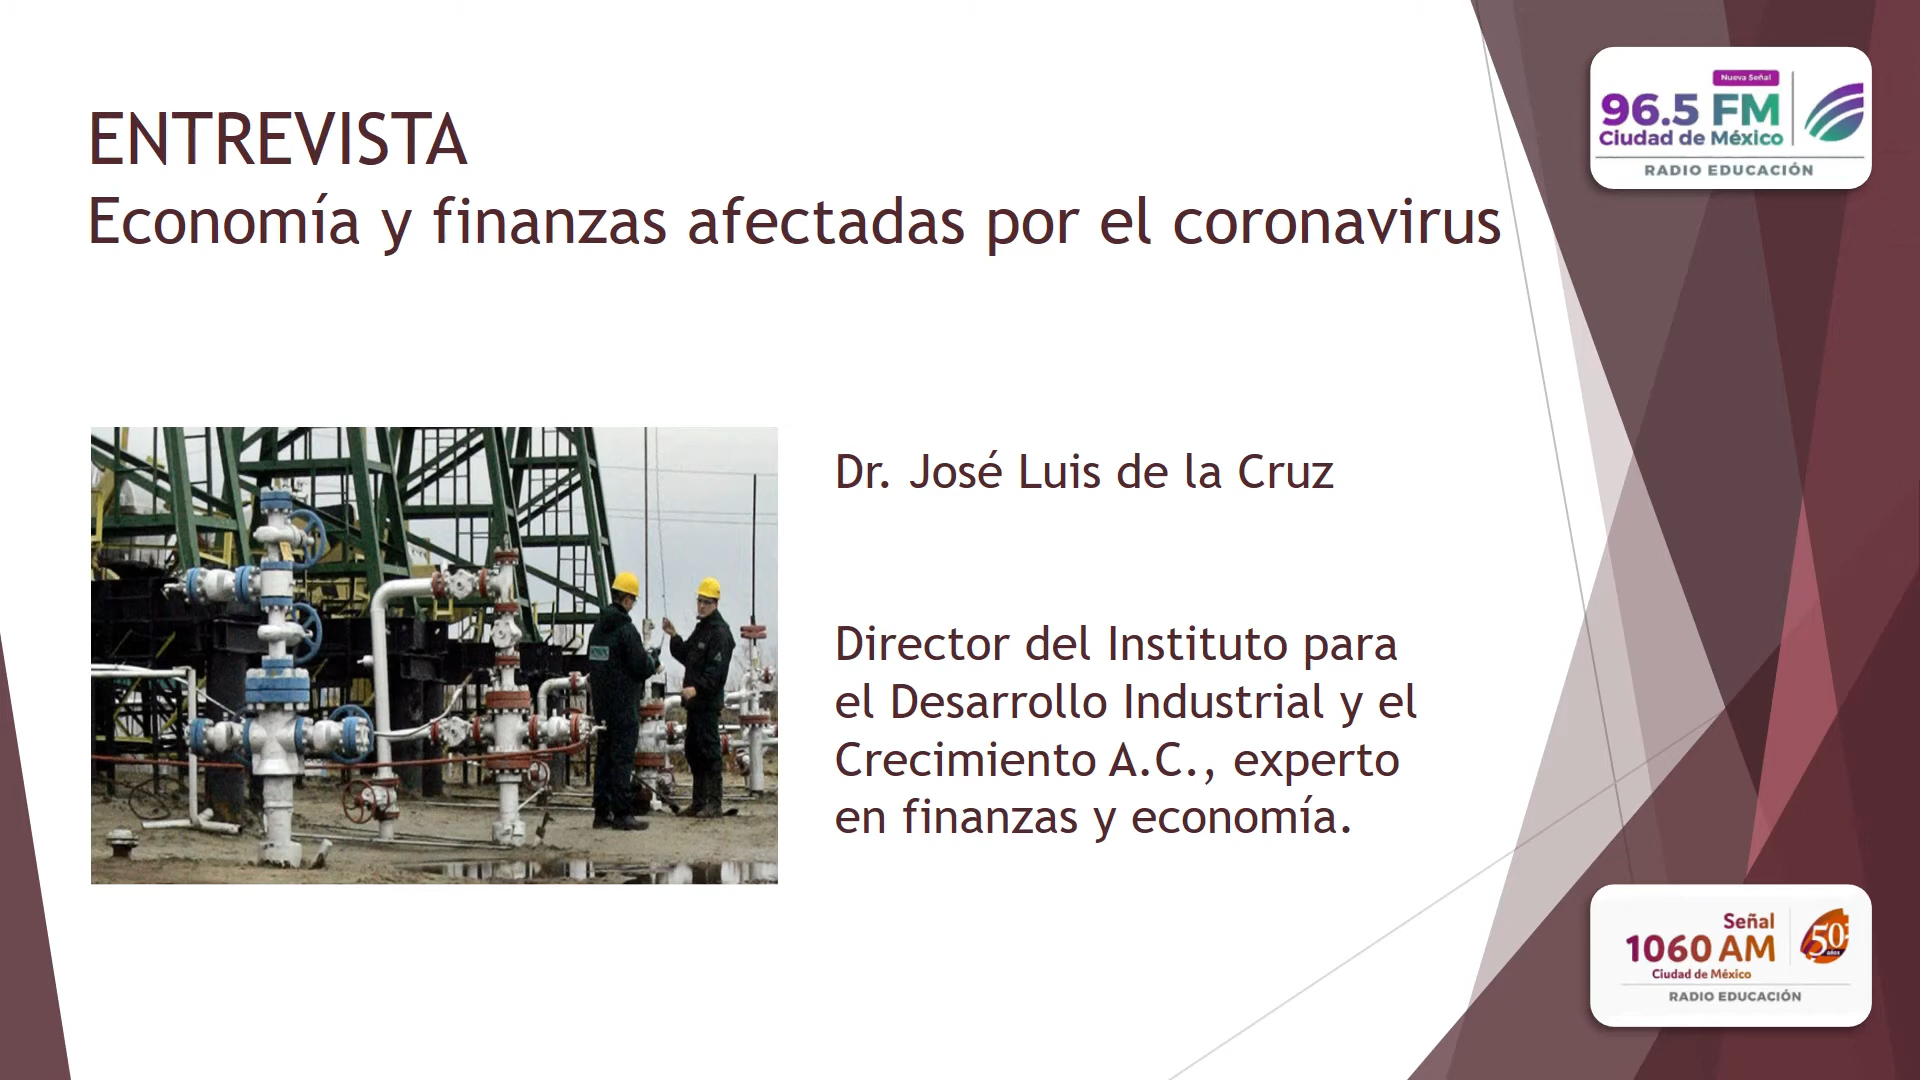 ENTREVISTA
Economía y finanzas afectadas por el coronavirus
Nueva Señal
96.5 FM
Ciudad de México
RADIO EDUCACIÓN
Dr. José Luis de la Cruz
Director del Instituto para
el Desarrollo Industrial y el
Crecimiento A.C., experto
en finanzas y economía.
Señal
1060 AM
Ciudad de México
50
años
RADIO EDUCACIÓN